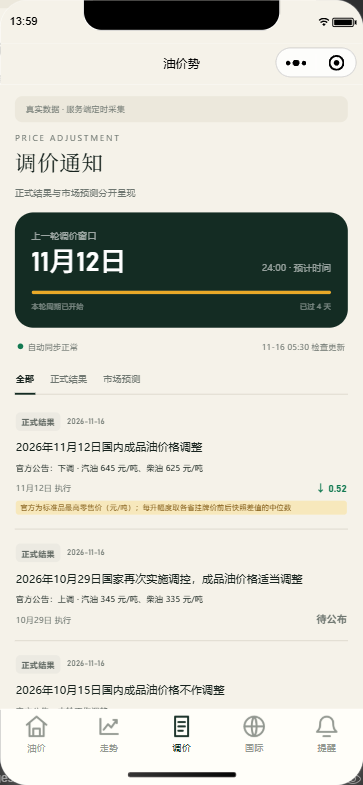 13:59
油价势
真实数据 · 服务端定时采集
PRICE ADJUSTMENT
调价通知
正式结果与市场预测分开呈现
上一轮调价窗口
11月12日
24:00 · 预计时间
本轮周期已开始
已过 4 天
自动同步正常
11-16 05:30 检查更新
全部
正式结果
市场预测
正式结果
2026-11-16
2026年11月12日国内成品油价格调整
官方公告：下调 · 汽油 645 元/吨、柴油 625 元/吨
11月12日 执行
↓ 0.52
官方为标准品最高零售价（元/吨）；每升幅度取各省挂牌价前后快照差值的中位数
正式结果
2026-11-16
2026年10月29日国家再次实施调控，成品油价格适当调整
官方公告：上调 · 汽油 345 元/吨、柴油 335 元/吨
10月29日 执行
待公布
正式结果
2026-11-16
2026年10月15日国内成品油价格不作调整
油价
走势
调价
国际
提醒